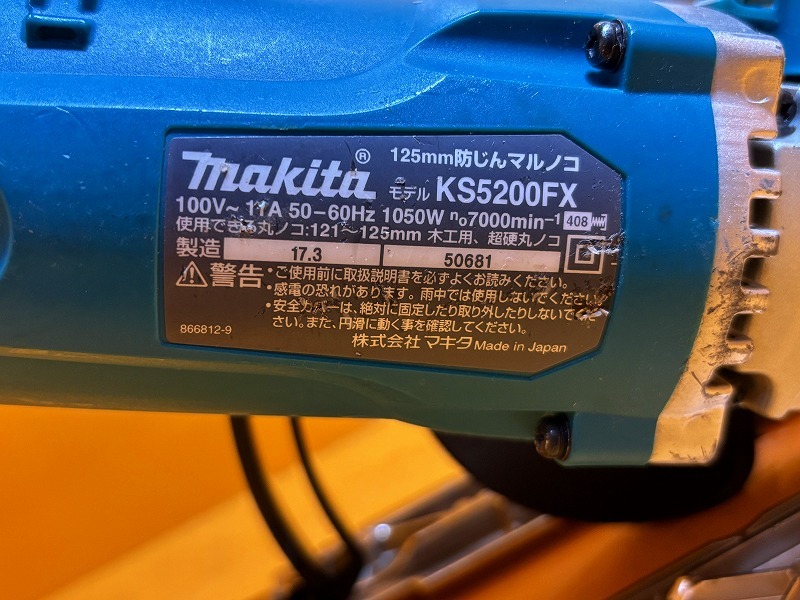 makita® 125mm防じんマルノコ
モデル KS5200FX
100V～ 11A 50-60Hz 1050W n₀7000min⁻¹ 408
使用できる丸ノコ:121～125mm 木工用、超硬丸ノコ
製造 17.3 50681
⚠警告・ご使用前に取扱説明書を必ずよくお読みください。
・感電の恐れがあります。雨中では使用しないでください。
・安全カバーは、絶対に固定したり取り外したりしないでくだ
さい。また、円滑に動く事を確認してください。
866812-9 株式会社 マキタ Made in Japan